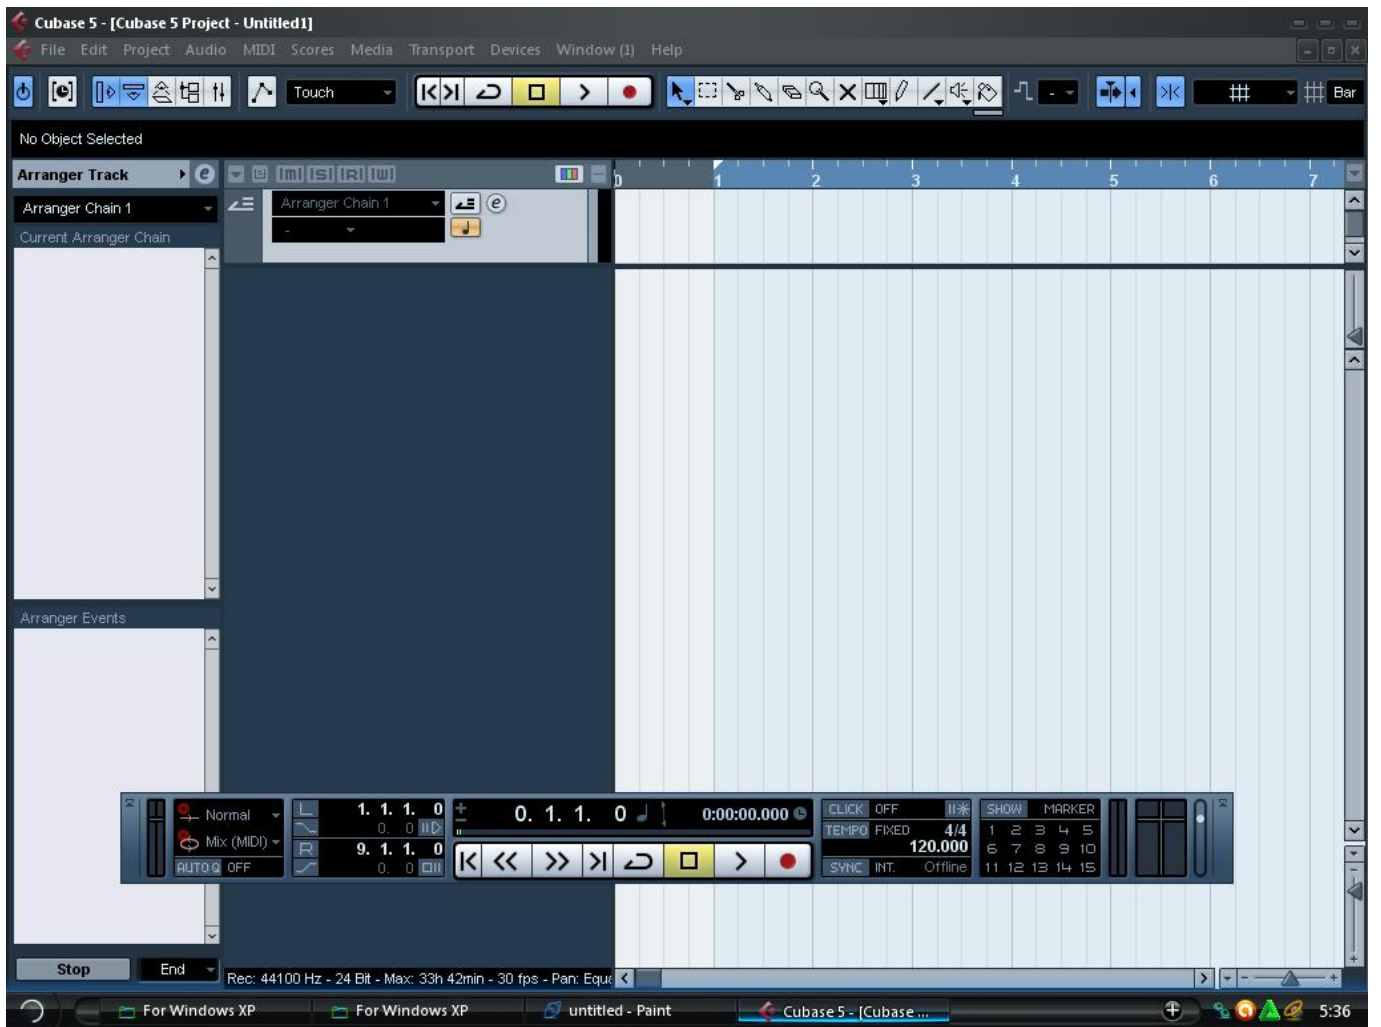 Cubase 5 - [Cubase 5 Project - Untitled1]
File Edit Project Audio MIDI Scores Media Transport Devices Window (1) Help
Touch - Bar
No Object Selected
Arranger Track e [M] [S] [R] [W] 0 1 2 3 4 5 6 7
Arranger Chain 1 Arranger Chain 1 e
Current Arranger Chain -
Arranger Events
Normal L 1. 1. 1. 0 0. 1. 1. 0 0:00:00.000 CLICK OFF SHOW MARKER
0. 0 TEMPO FIXED 4/4 1 2 3 4 5
Mix (MIDI) R 9. 1. 1. 0 120.000 6 7 8 9 10
AUTO Q OFF 0. 0 SYNC INT. Offline 11 12 13 14 15
Stop End Rec: 44100 Hz - 24 Bit - Max: 33h 42min - 30 fps - Pan: Equa
For Windows XP For Windows XP untitled - Paint Cubase 5 - [Cubase ... 5:36